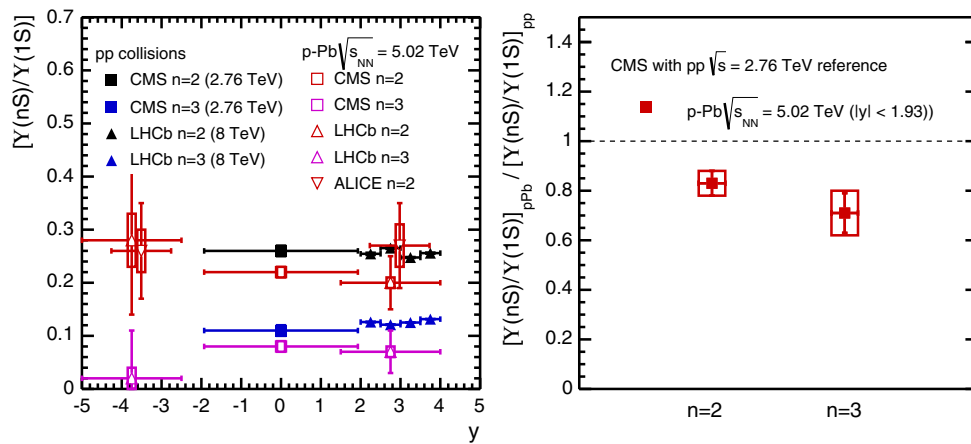 [ϒ(nS)/ϒ(1S)]
0.7
0.6
0.5
0.4
0.3
0.2
0.1
0
-5 -4 -3 -2 -1 0 1 2 3 4 5
y
pp collisions
CMS n=2 (2.76 TeV)
CMS n=3 (2.76 TeV)
LHCb n=2 (8 TeV)
LHCb n=3 (8 TeV)
p-Pb√s_NN = 5.02 TeV
CMS n=2
CMS n=3
LHCb n=2
LHCb n=3
ALICE n=2
[ϒ(nS)/ϒ(1S)]_pPb / [ϒ(nS)/ϒ(1S)]_pp
1.4
1.2
1
0.8
0.6
0.4
0.2
0
CMS with pp √s = 2.76 TeV reference
p-Pb√s_NN = 5.02 TeV (|y| < 1.93))
n=2 n=3